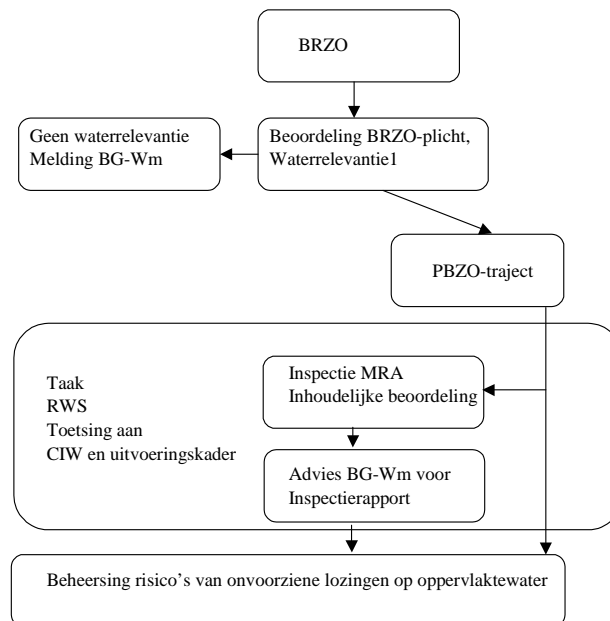 BRZO
Geen waterrelevantie
Melding BG-Wm
Beoordeling BRZO-plicht,
Waterrelevantie1
PBZO-traject
Taak
RWS
Toetsing aan
CIW en uitvoeringskader
Inspectie MRA
Inhoudelijke beoordeling
Advies BG-Wm voor
Inspectierapport
Beheersing risico’s van onvoorziene lozingen op oppervlaktewater